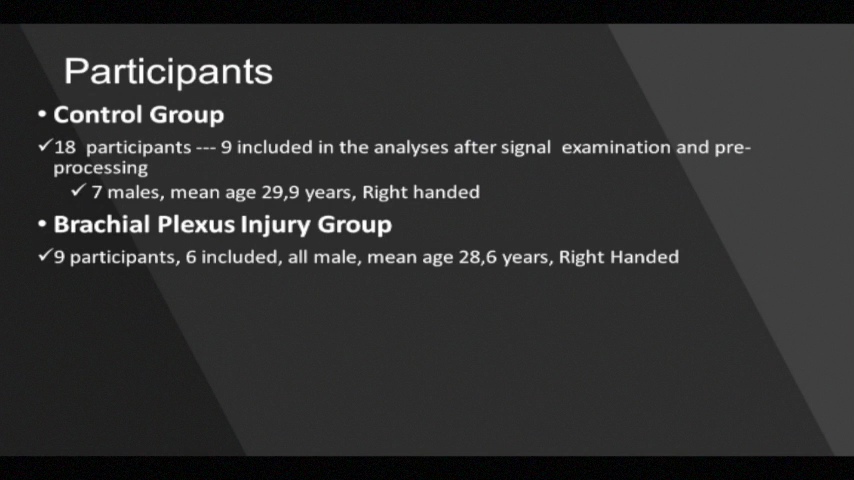 Participants
• Control Group
✓18 participants --- 9 included in the analyses after signal examination and pre-
processing
✓ 7 males, mean age 29,9 years, Right handed
• Brachial Plexus Injury Group
✓9 participants, 6 included, all male, mean age 28,6 years, Right Handed